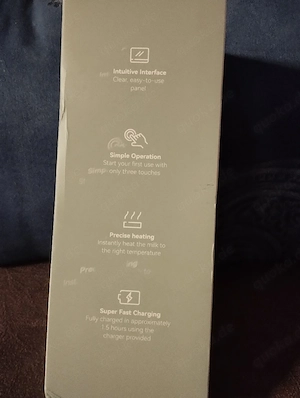 Intuitive Interface
Clear, easy-to-use
panel
Simple Operation
Start your first use with
only three touches
Precise heating
Instantly heat the milk to
the right temperature
Super Fast Charging
Fully charged in approximately
1.5 hours using the
charger provided